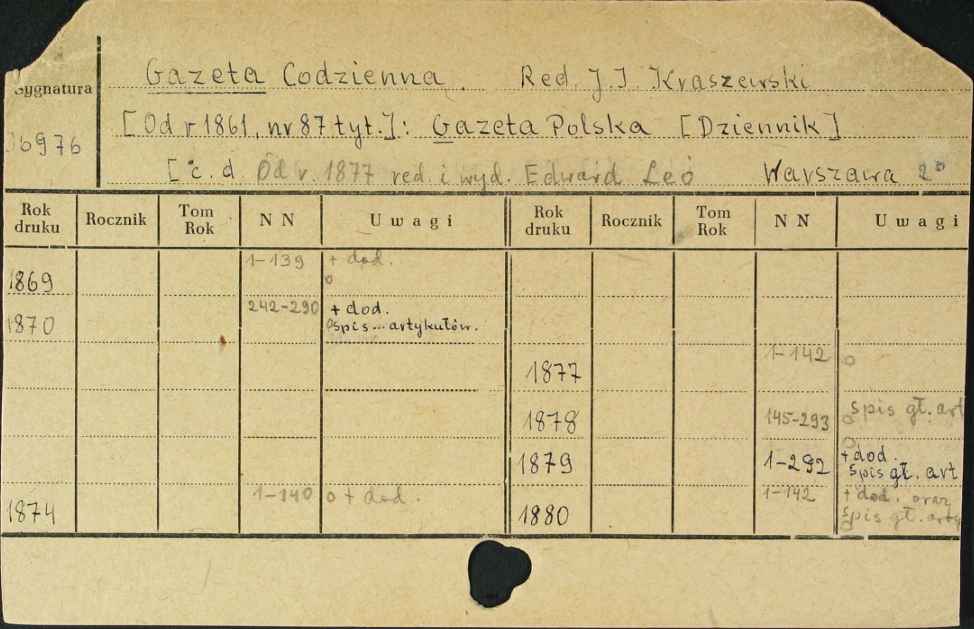 Gazeta Codzienna. Red. J. I. Kraszewski
Sygnatura
[Od r 1861, nr 87 tyt.]: Gazeta Polska [Dziennik]
6976
[c. d. Od r. 1877 red. i wyd. Edward Leo Warszawa 2°
Rok druku Rocznik Tom Rok N N Uwagi Rok druku Rocznik Tom Rok N N Uwagi
1869 1-139 + dod.
o
1870 242-290 + dod.
spis... artykułów.
1877 1-142 o
1878 145-293 spis gł. art
o
1879 1-292 + dod.
spis gł. art
1874 1-140 o + dod.
1880 1-142 + dod. oraz
spis gł. arty